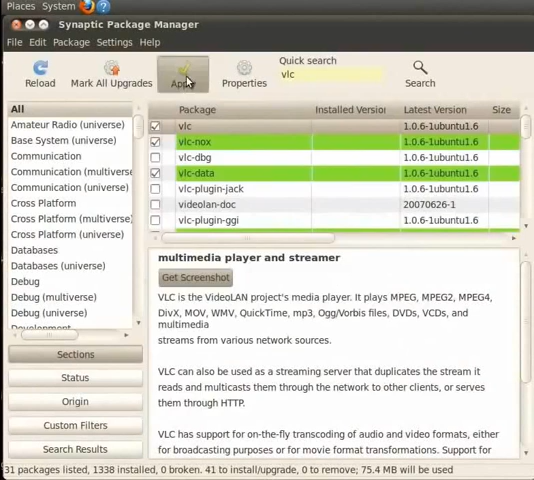 Places System
Synaptic Package Manager
File Edit Package Settings Help
Quick search
vlc
Reload Mark All Upgrades Apply Properties Search
All
Amateur Radio (universe)
Base System (universe)
Communication
Communication (multiverse
Communication (universe)
Cross Platform
Cross Platform (multiverse
Cross Platform (universe)
Databases
Databases (universe)
Debug
Debug (multiverse)
Debug (universe)
Development
Package Installed Version Latest Version Size
vlc 1.0.6-1ubuntu1.6
vlc-nox 1.0.6-1ubuntu1.6
vlc-dbg 1.0.6-1ubuntu1.6
vlc-data 1.0.6-1ubuntu1.6
vlc-plugin-jack 1.0.6-1ubuntu1.6
videolan-doc 20070626-1
vlc-plugin-ggi 1.0.6-1ubuntu1.6
multimedia player and streamer
Get Screenshot
VLC is the VideoLAN project's media player. It plays MPEG, MPEG2, MPEG4,
DivX, MOV, WMV, QuickTime, mp3, Ogg/Vorbis files, DVDs, VCDs, and
multimedia
streams from various network sources.
VLC can also be used as a streaming server that duplicates the stream it
reads and multicasts them through the network to other clients, or serves
them through HTTP.
VLC has support for on-the-fly transcoding of audio and video formats, either
for broadcasting purposes or for movie format transformations. Support for
Sections
Status
Origin
Custom Filters
Search Results
31 packages listed, 1338 installed, 0 broken. 41 to install/upgrade, 0 to remove; 75.4 MB will be used